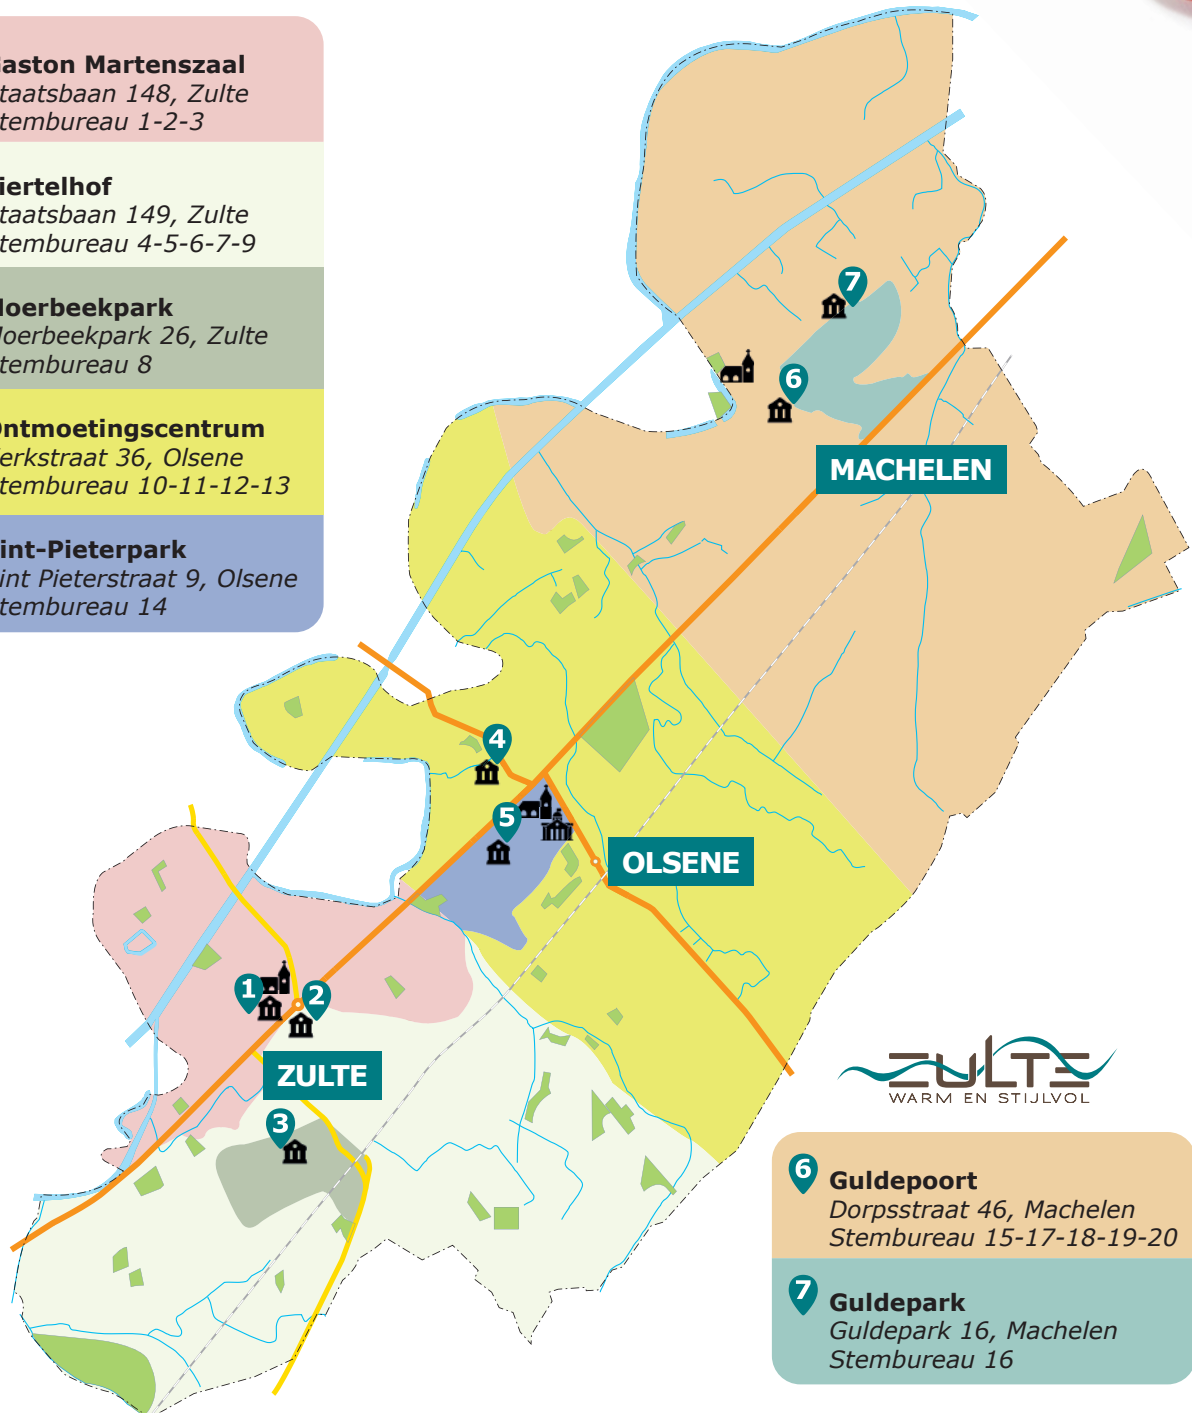 aston Martenszaal
taatsbaan 148, Zulte
tembureau 1-2-3
iertelhof
taatsbaan 149, Zulte
tembureau 4-5-6-7-9
oerbeekpark
oerbeekpark 26, Zulte
tembureau 8
ntmoetingscentrum
erkstraat 36, Olsene
tembureau 10-11-12-13
int-Pieterpark
int Pieterstraat 9, Olsene
tembureau 14
7
6
MACHELEN
4
5
OLSENE
1
2
ZULTE
3
ZULTE
WARM EN STIJLVOL
6
Guldepoort
Dorpsstraat 46, Machelen
Stembureau 15-17-18-19-20
7
Guldepark
Guldepark 16, Machelen
Stembureau 16